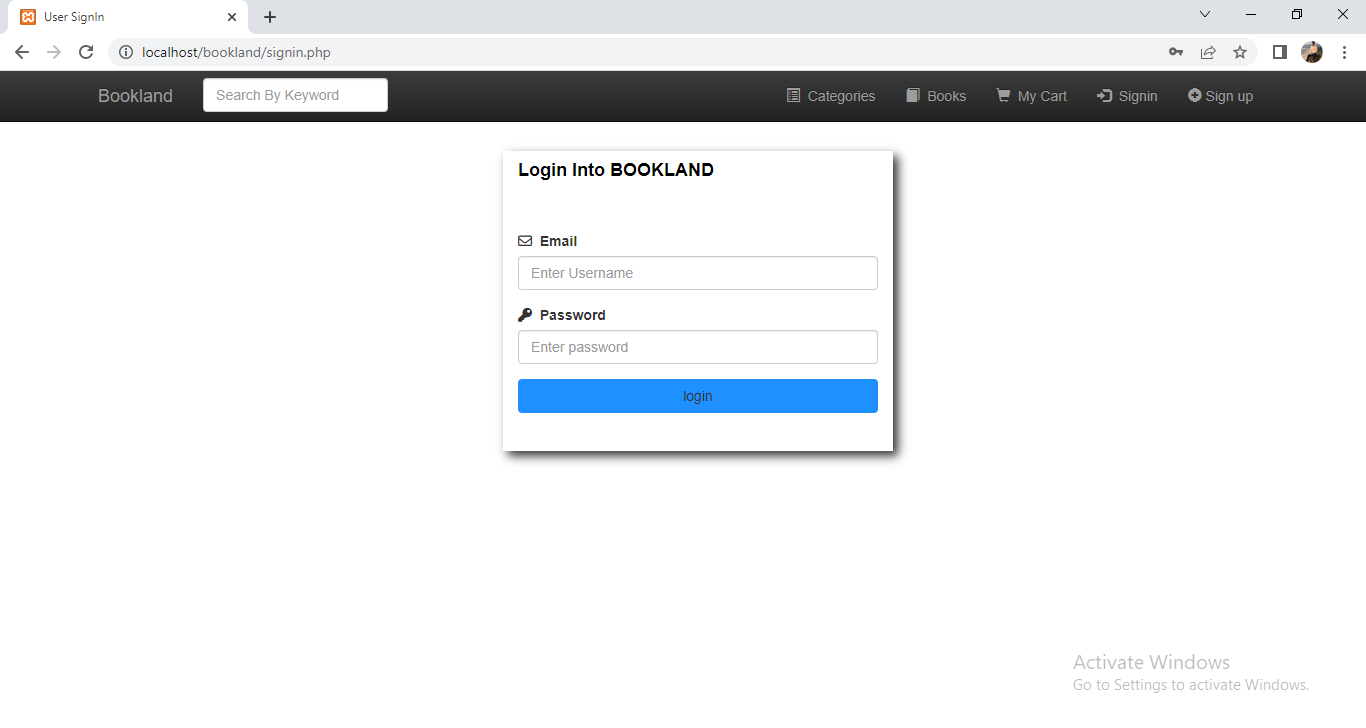 User SignIn
localhost/bookland/signin.php
Bookland
Search By Keyword
Categories
Books
My Cart
Signin
Sign up
Login Into BOOKLAND
Email
Enter Username
Password
Enter password
login
Activate Windows
Go to Settings to activate Windows.